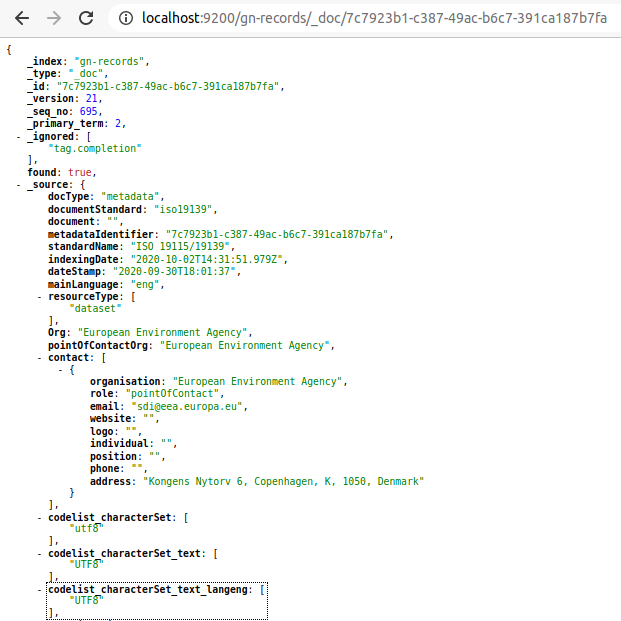 localhost:9200/gn-records/_doc/7c7923b1-c387-49ac-b6c7-391ca187b7fa
{
_index: "gn-records",
_type: "_doc",
_id: "7c7923b1-c387-49ac-b6c7-391ca187b7fa",
_version: 21,
_seq_no: 695,
_primary_term: 2,
- _ignored: [
"tag.completion"
],
found: true,
- _source: {
docType: "metadata",
documentStandard: "iso19139",
document: "",
metadataIdentifier: "7c7923b1-c387-49ac-b6c7-391ca187b7fa",
standardName: "ISO 19115/19139",
indexingDate: "2020-10-02T14:31:51.979Z",
dateStamp: "2020-09-30T18:01:37",
mainLanguage: "eng",
- resourceType: [
"dataset"
],
Org: "European Environment Agency",
pointOfContactOrg: "European Environment Agency",
- contact: [
- {
organisation: "European Environment Agency",
role: "pointOfContact",
email: "sdi@eea.europa.eu",
website: "",
logo: "",
individual: "",
position: "",
phone: "",
address: "Kongens Nytorv 6, Copenhagen, K, 1050, Denmark"
}
],
- codelist_characterSet: [
"utf8"
],
- codelist_characterSet_text: [
"UTF8"
],
- codelist_characterSet_text_langeng: [
"UTF8"
],